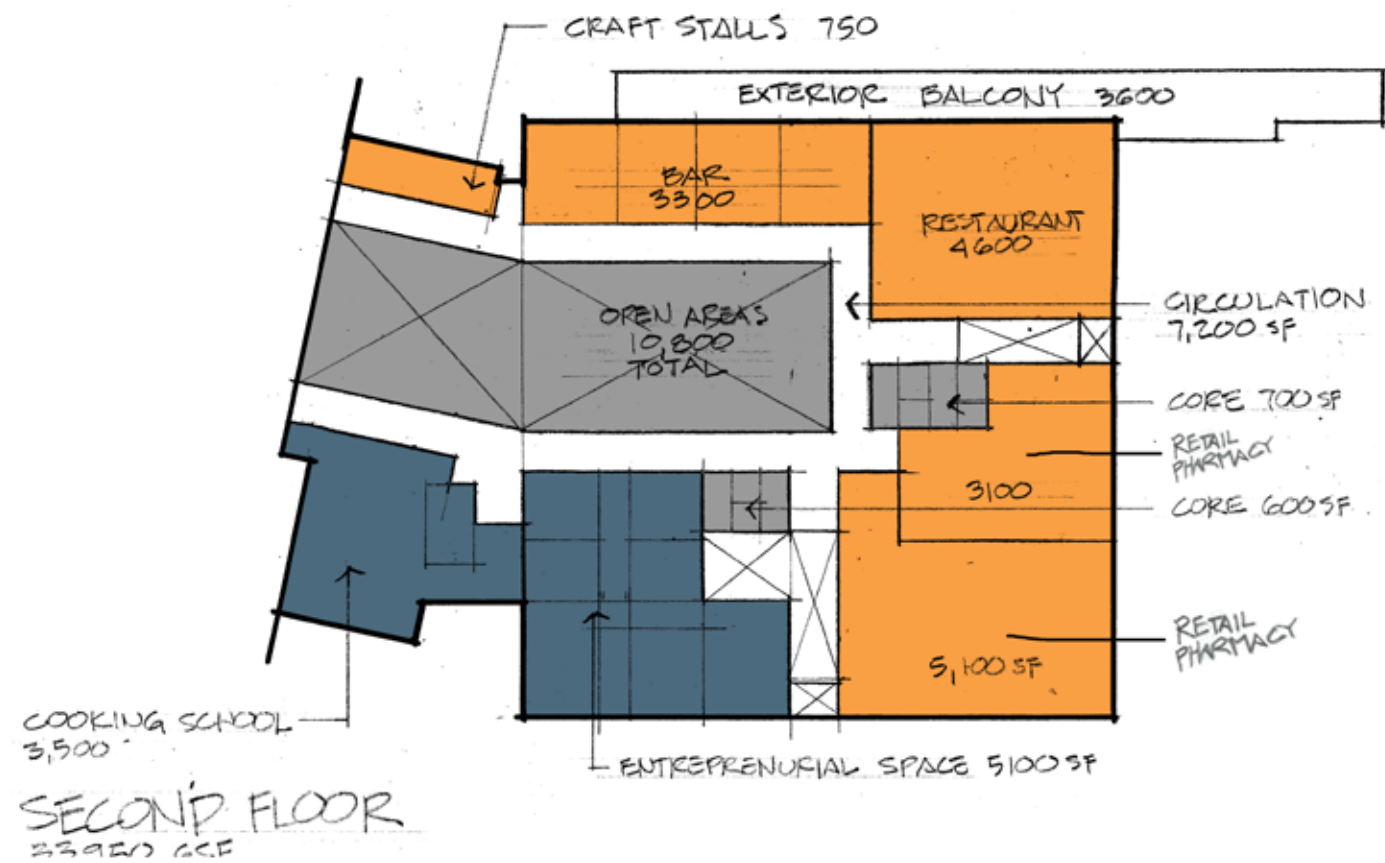 CRAFT STALLS 750
EXTERIOR BALCONY 3600
BAR
3300
RESTAURANT
4600
OPEN AREAS
10,800
TOTAL
CIRCULATION
7,200 SF
CORE 700 SF
RETAIL
PHARMACY
3100
CORE 600 SF
RETAIL
PHARMACY
5,100 SF
COOKING SCHOOL
3,500
ENTREPRENURIAL SPACE 5100 SF
SECOND FLOOR
33950 GSF